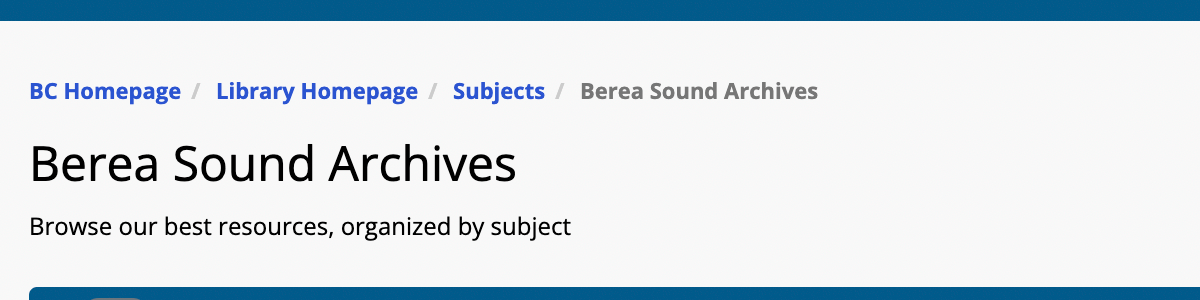 BC Homepage / Library Homepage / Subjects / Berea Sound Archives
Berea Sound Archives
Browse our best resources, organized by subject